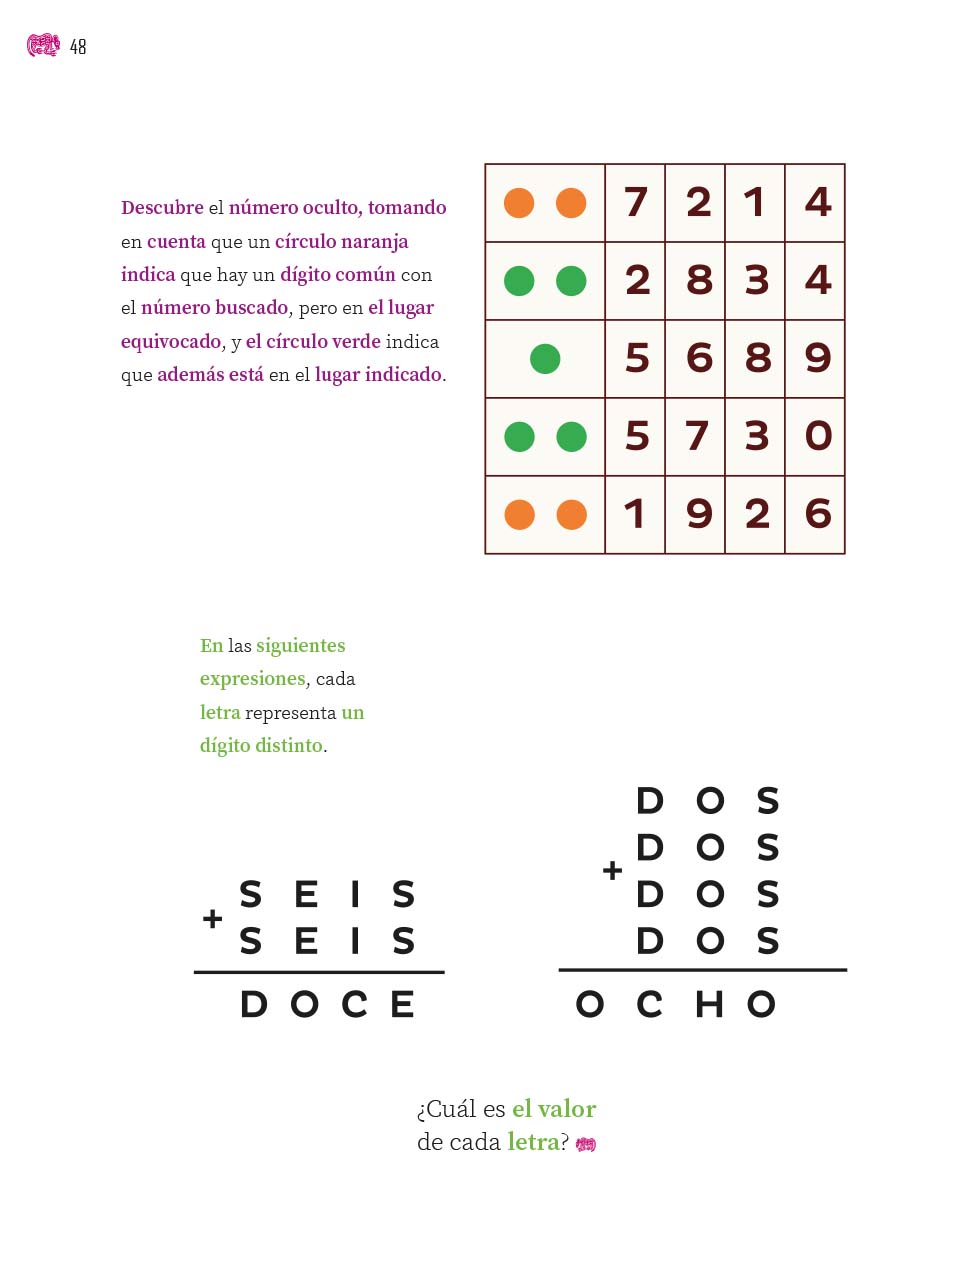 48
Descubre el número oculto, tomando
en cuenta que un círculo naranja
indica que hay un dígito común con
el número buscado, pero en el lugar
equivocado, y el círculo verde indica
que además está en el lugar indicado.
7 2 1 4
2 8 3 4
5 6 8 9
5 7 3 0
1 9 2 6
En las siguientes
expresiones, cada
letra representa un
dígito distinto.
S E I S
+
S E I S
D O C E
D O S
D O S
+
D O S
D O S
O C H O
¿Cuál es el valor
de cada letra?